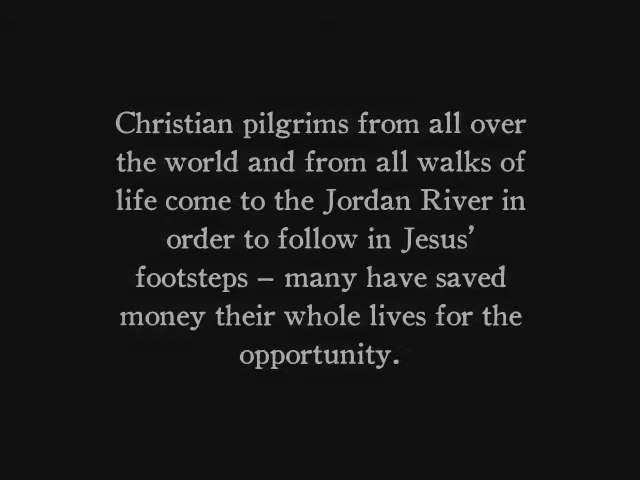 Christian pilgrims from all over
the world and from all walks of
life come to the Jordan River in
order to follow in Jesus’
footsteps – many have saved
money their whole lives for the
opportunity.